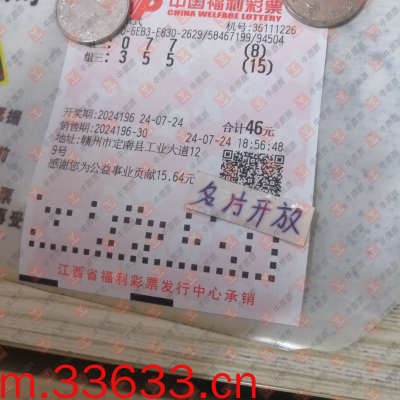 中国福利彩票
CHINA WELFARE LOTTERY
机号:36111226
-6EB3-E830-2629/58467199/94504
组三: 0 7 7 (8)
组三: 3 5 5 (15)
开奖期:2024196 24-07-24 合计46元
销售期:2024196-30 24-07-24 18:56:48
地址:赣州市定南县工业大道12
9号
感谢您为公益事业贡献15.64元
名片开放
江西省福利彩票发行中心承销
m.33633.cn